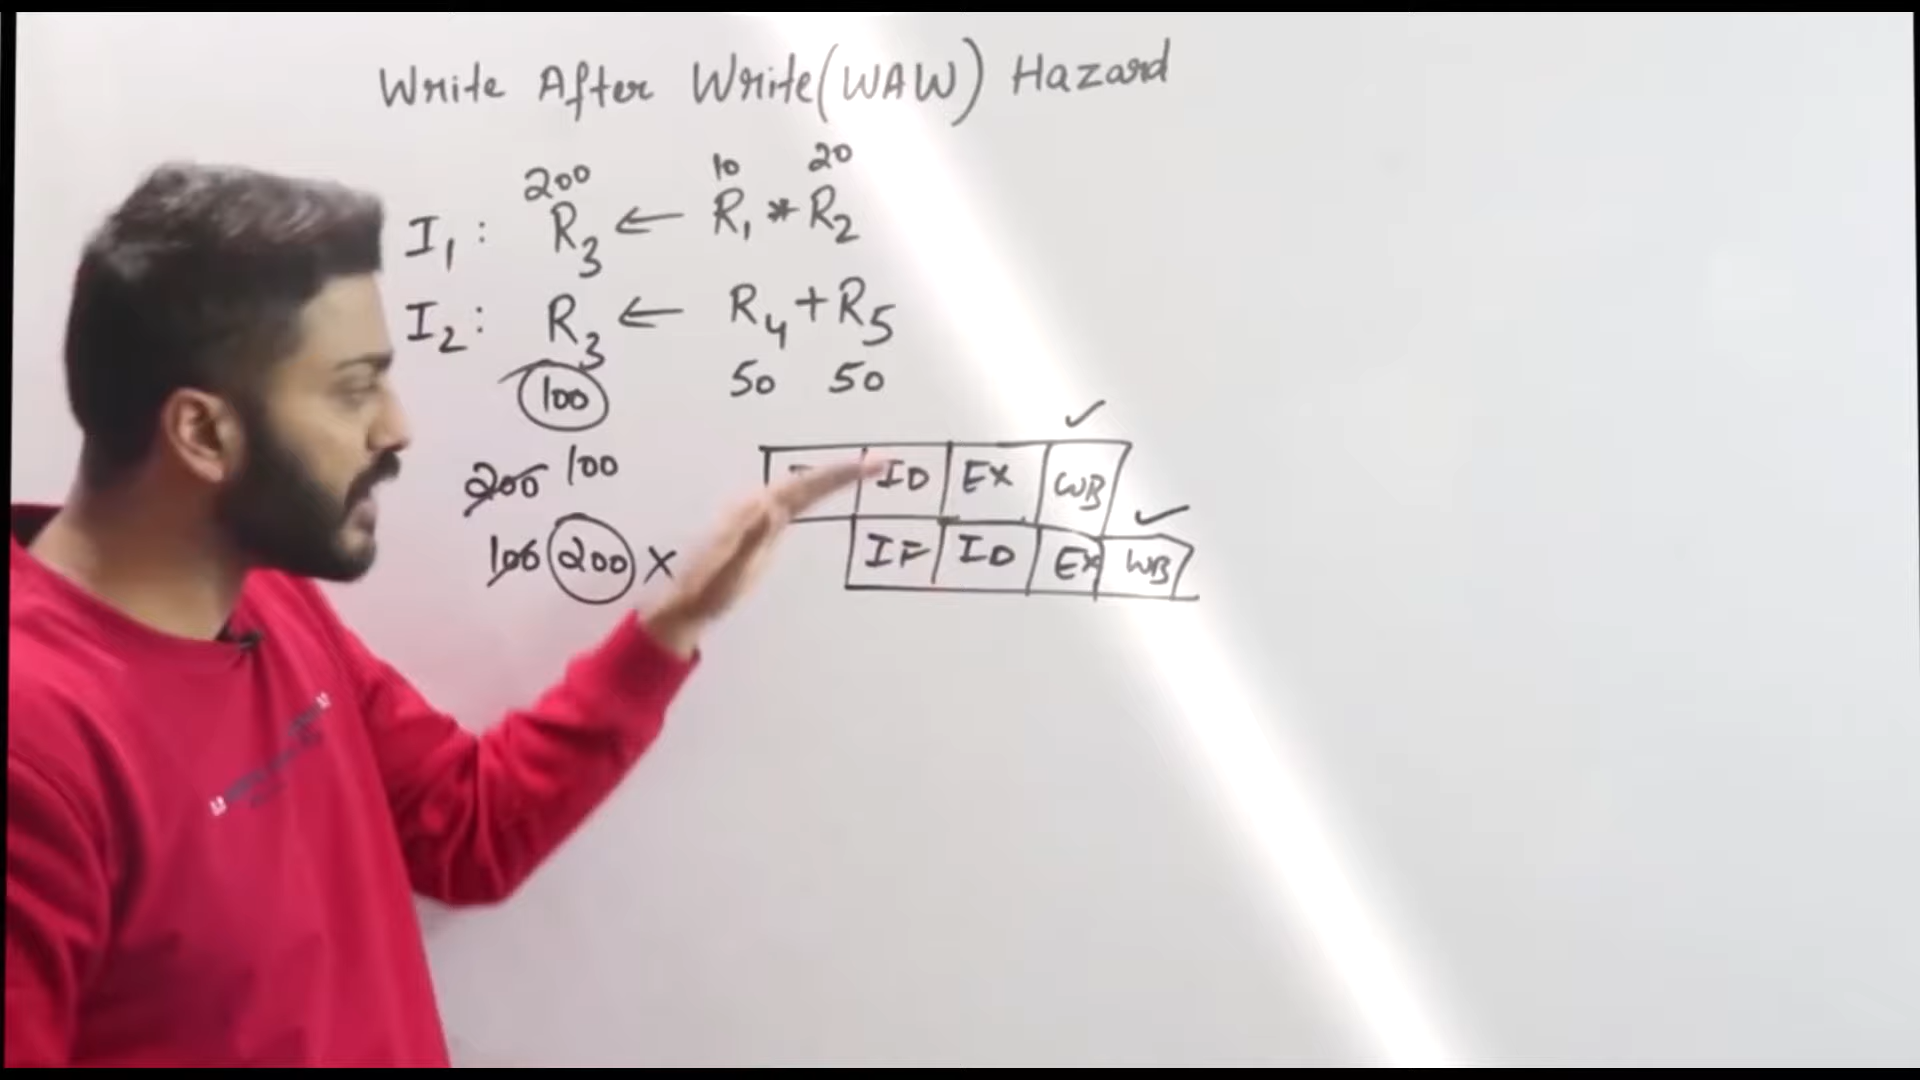 Write After Write (WAW) Hazard
200 10 20
I₁ : R₃ ← R₁ * R₂
I₂ : R₃ ← R₄ + R₅
100 50 50
200 100
100 200 ×
✓
ID EX WB
✓
IF ID EX WB